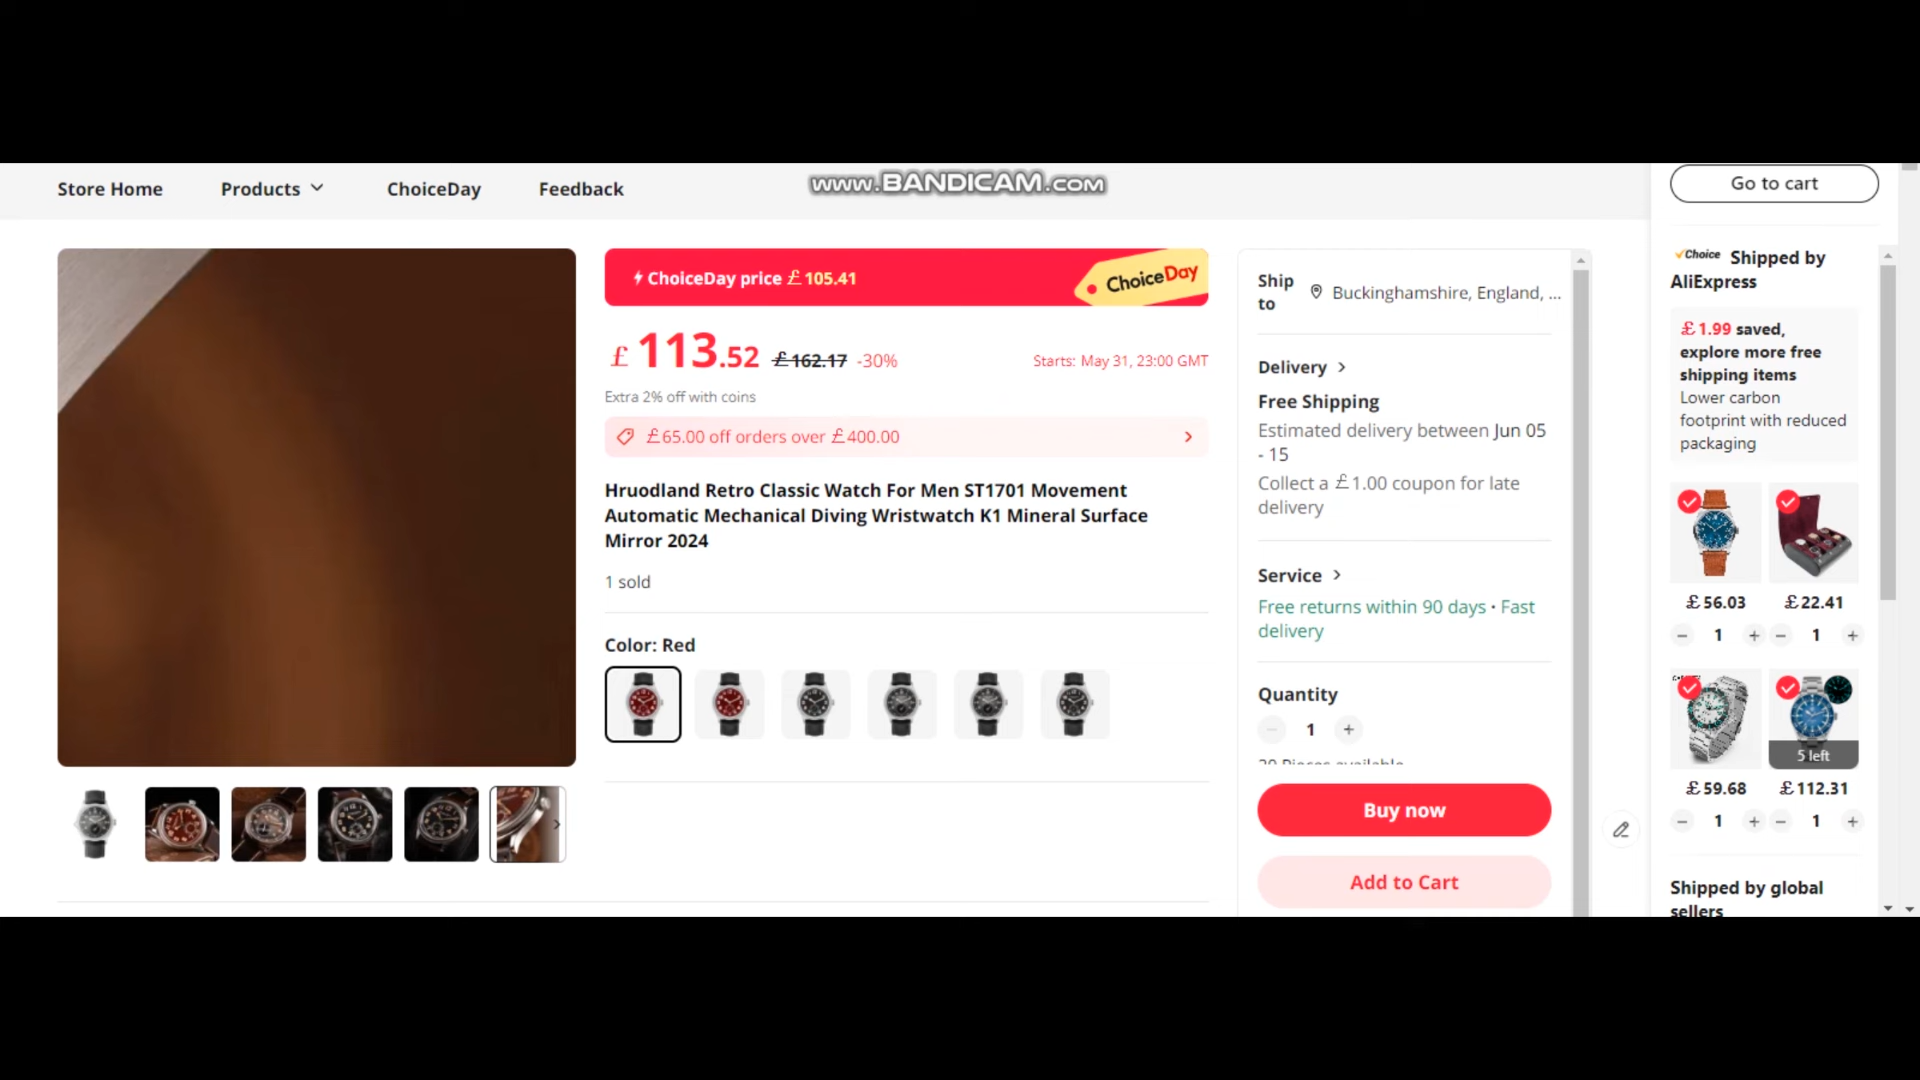 Store Home
Products
ChoiceDay
Feedback
www.BANDICAM.com
Go to cart
ChoiceDay price £105.41
ChoiceDay
£113.52 £162.17 -30%
Starts: May 31, 23:00 GMT
Extra 2% off with coins
£65.00 off orders over £400.00
Hruodland Retro Classic Watch For Men ST1701 Movement
Automatic Mechanical Diving Wristwatch K1 Mineral Surface
Mirror 2024
1 sold
Color: Red
Ship
to
Buckinghamshire, England, ...
Delivery
Free Shipping
Estimated delivery between Jun 05
- 15
Collect a £1.00 coupon for late
delivery
Service
Free returns within 90 days · Fast
delivery
Quantity
1
Buy now
Add to Cart
Choice Shipped by
AliExpress
£1.99 saved,
explore more free
shipping items
Lower carbon
footprint with reduced
packaging
£56.03
£22.41
1
1
5 left
£59.68
£112.31
1
1
Shipped by global
sellers